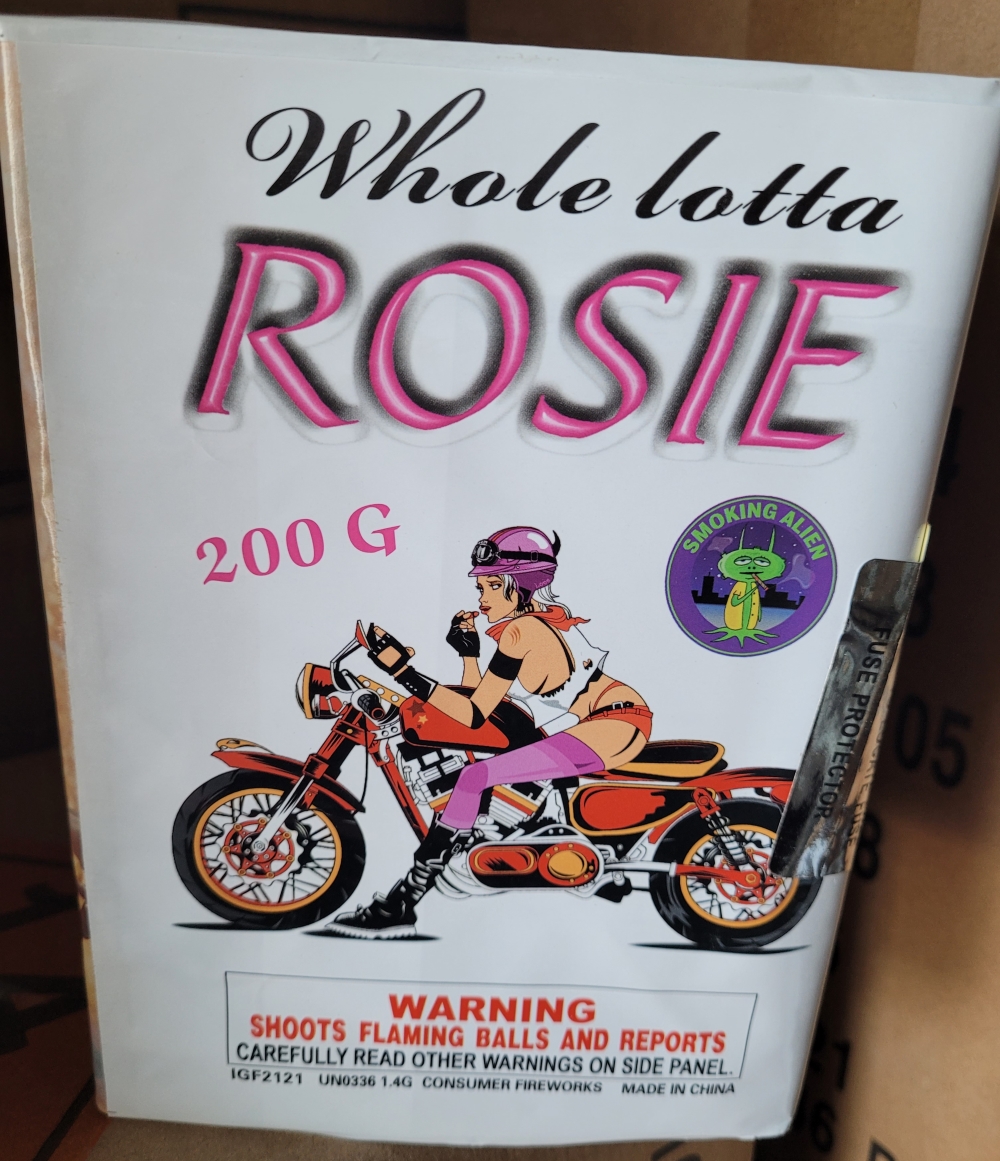 Whole lotta
ROSIE
200 G
SMOKING ALIEN
FUSE PROTECTOR
05
WARNING
SHOOTS FLAMING BALLS AND REPORTS
CAREFULLY READ OTHER WARNINGS ON SIDE PANEL.
IGF2121 UN0336 1.4G CONSUMER FIREWORKS MADE IN CHINA